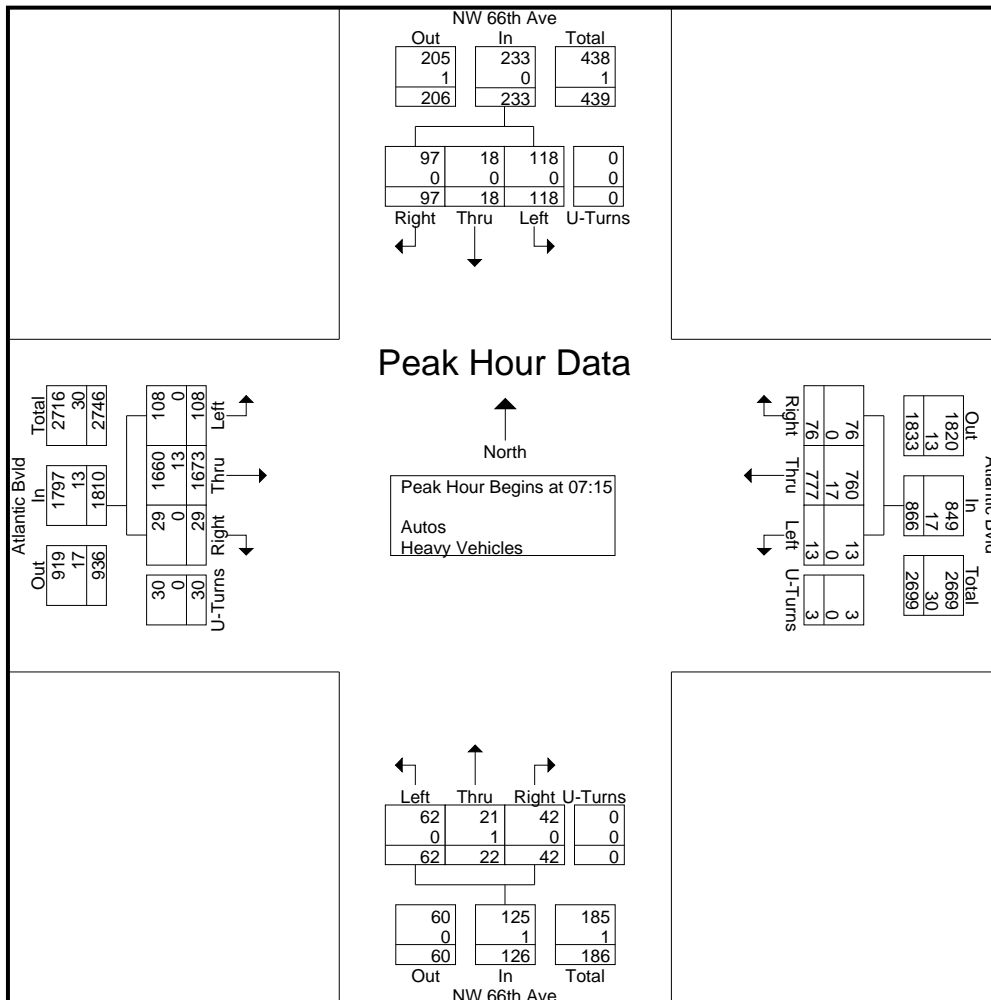 NW 66th Ave
Out In Total
205 233 438
1 0 1
206 233 439
97 18 118 0
0 0 0 0
97 18 118 0
Right Thru Left U-Turns
Peak Hour Data
North
Peak Hour Begins at 07:15
Autos
Heavy Vehicles
Atlantic Bvld
Total In Out
2716 1797 919
30 13 17
2746 1810 936
108 1660 29 30
0 13 0 0
108 1673 29 30
Left Thru Right U-Turns
Atlantic Bvld
Out In Total
1820 849 2669
13 17 30
1833 866 2699
76 760 13 3
0 17 0 0
76 777 13 3
Right Thru Left U-Turns
Left Thru Right U-Turns
62 21 42 0
0 1 0 0
62 22 42 0
60 125 185
0 1 1
60 126 186
Out In Total
NW 66th Ave